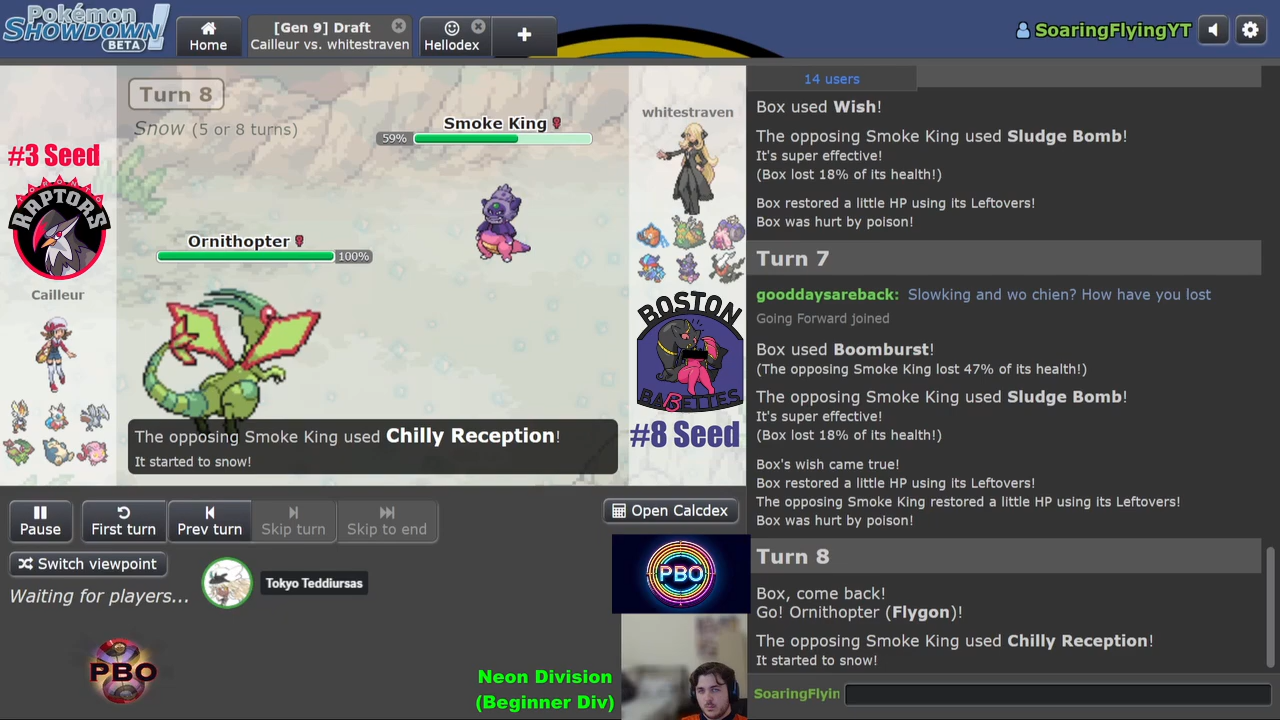 Pokémon
SHOWDOWN!
BETA
Home
[Gen 9] Draft
Cailleur vs. whitestraven
Hellodex
SoaringFlyingYT
Turn 8
Snow (5 or 8 turns)
Smoke King
59%
Ornithopter
100%
The opposing Smoke King used Chilly Reception!
It started to snow!
#3 Seed
RAPTORS
Cailleur
whitestraven
BOSTON
BABETTES
#8 Seed
Pause
First turn
Prev turn
Skip turn
Skip to end
Open Calcdex
Switch viewpoint
Waiting for players...
Tokyo Teddiursas
PBO
PBO
Neon Division
(Beginner Div)
14 users
Box used Wish!
The opposing Smoke King used Sludge Bomb!
It's super effective!
(Box lost 18% of its health!)
Box restored a little HP using its Leftovers!
Box was hurt by poison!
Turn 7
gooddaysareback: Slowking and wo chien? How have you lost
Going Forward joined
Box used Boomburst!
(The opposing Smoke King lost 47% of its health!)
The opposing Smoke King used Sludge Bomb!
It's super effective!
(Box lost 18% of its health!)
Box's wish came true!
Box restored a little HP using its Leftovers!
The opposing Smoke King restored a little HP using its Leftovers!
Box was hurt by poison!
Turn 8
Box, come back!
Go! Ornithopter (Flygon)!
The opposing Smoke King used Chilly Reception!
It started to snow!
SoaringFlyin